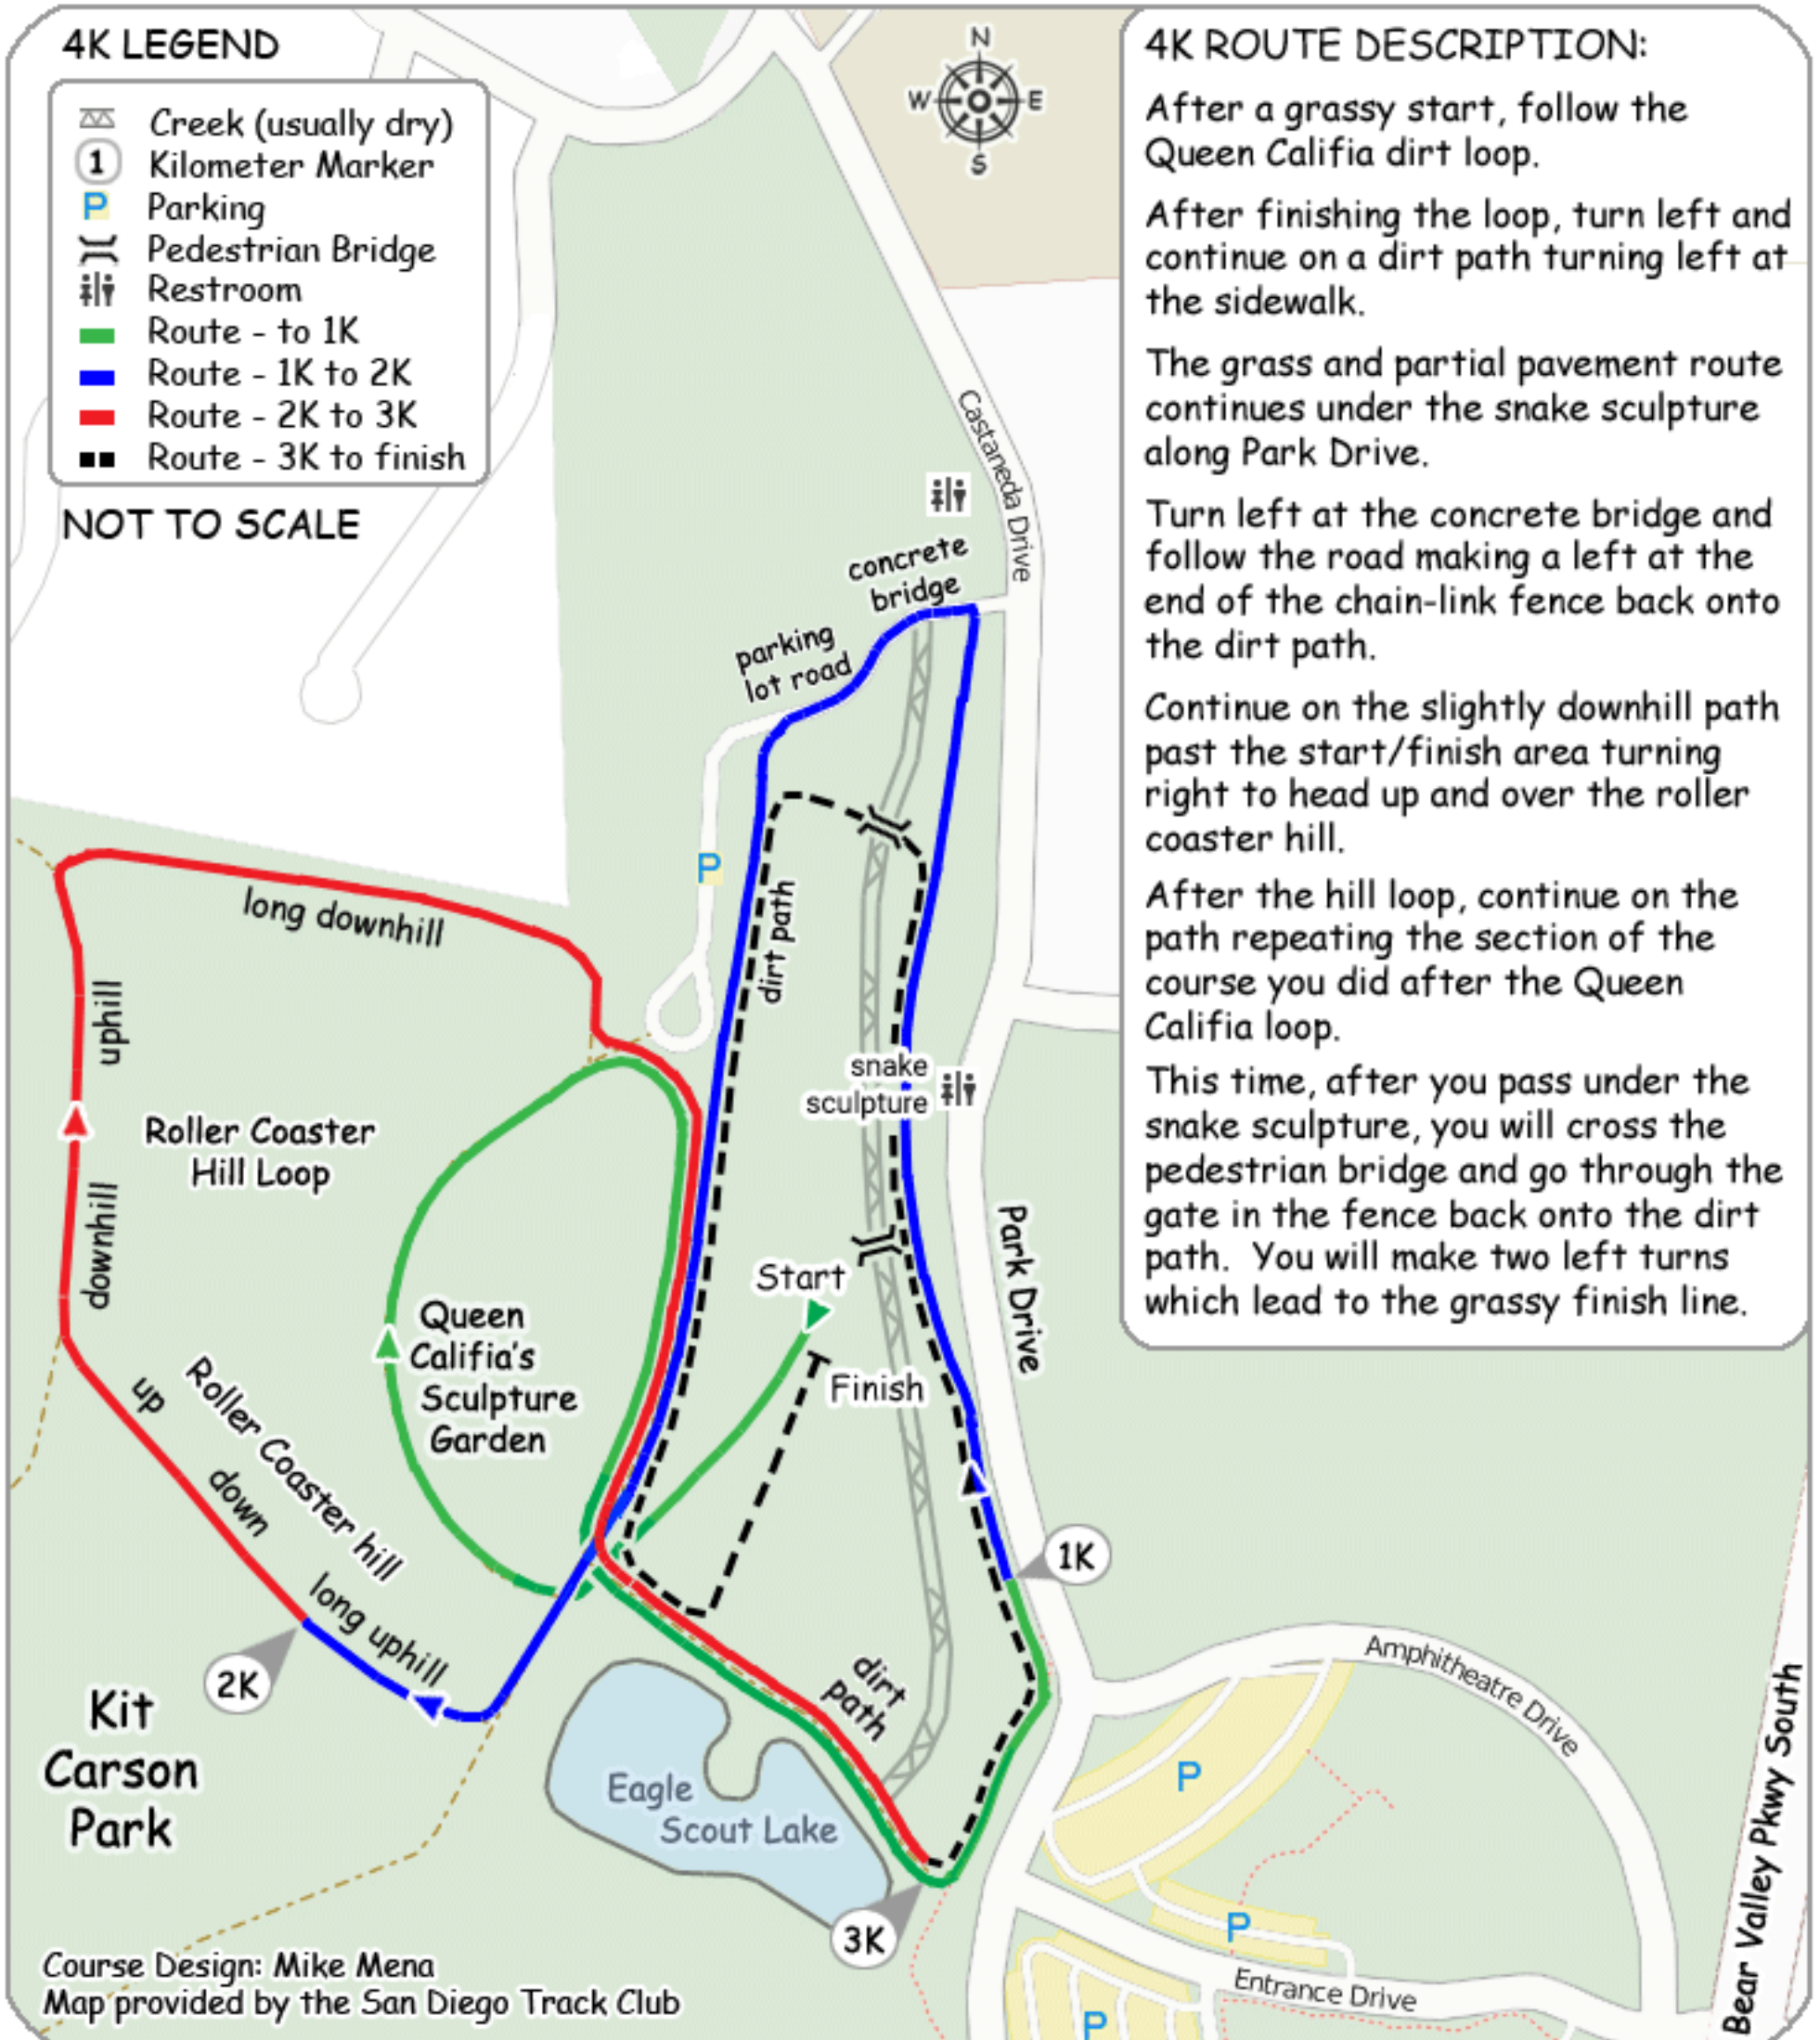 4K LEGEND
Creek (usually dry)
1
Kilometer Marker
P
Parking
Pedestrian Bridge
Restroom
Route - to 1K
Route - 1K to 2K
Route - 2K to 3K
Route - 3K to finish
NOT TO SCALE
N
W
E
S
4K ROUTE DESCRIPTION:
After a grassy start, follow the
Queen Califia dirt loop.
After finishing the loop, turn left and
continue on a dirt path turning left at
the sidewalk.
The grass and partial pavement route
continues under the snake sculpture
along Park Drive.
Turn left at the concrete bridge and
follow the road making a left at the
end of the chain-link fence back onto
the dirt path.
Continue on the slightly downhill path
past the start/finish area turning
right to head up and over the roller
coaster hill.
After the hill loop, continue on the
path repeating the section of the
course you did after the Queen
Califia loop.
This time, after you pass under the
snake sculpture, you will cross the
pedestrian bridge and go through the
gate in the fence back onto the dirt
path. You will make two left turns
which lead to the grassy finish line.
Castaneda Drive
concrete
bridge
parking
lot road
P
dirt path
long downhill
uphill
snake
sculpture
Roller Coaster
Hill Loop
downhill
Park Drive
Start
Queen
Califia's
Sculpture
Garden
Finish
up
Roller Coaster hill
down
long uphill
1K
2K
dirt
path
Amphitheatre Drive
Kit
Carson
Park
Eagle
Scout Lake
P
Bear Valley Pkwy South
3K
P
Entrance Drive
P
Course Design: Mike Mena
Map provided by the San Diego Track Club